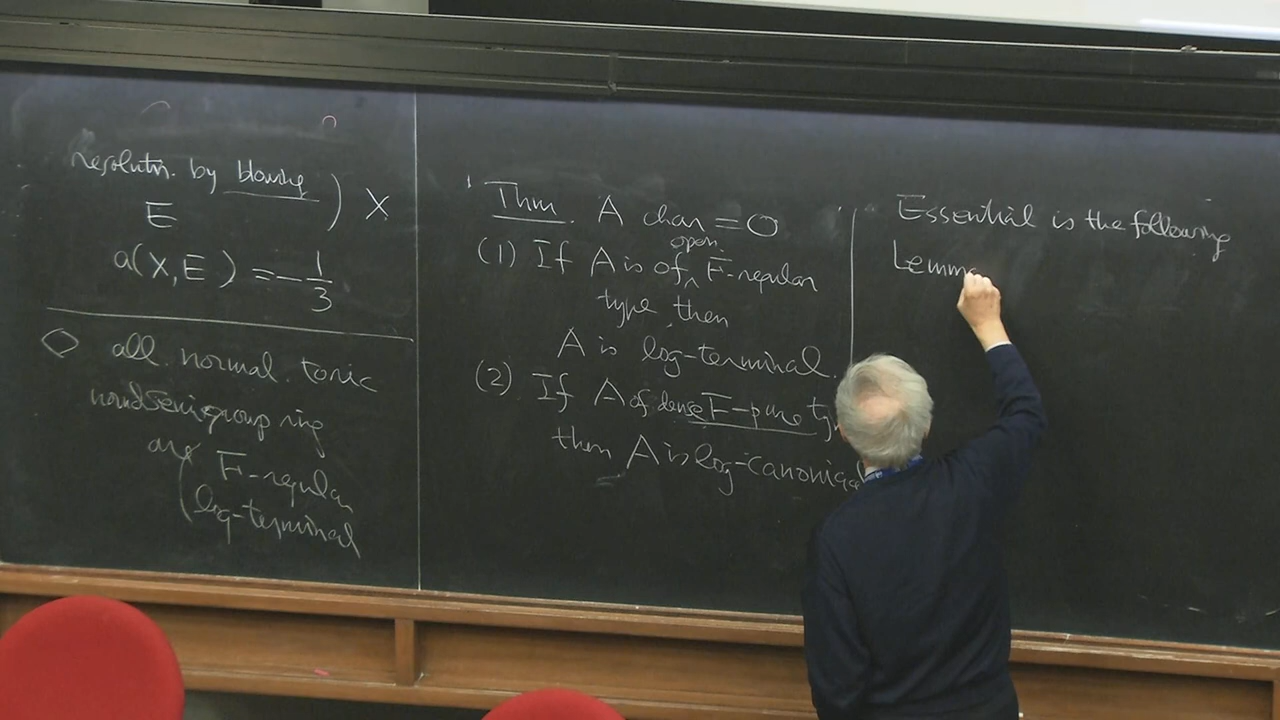 resolutn. by blowing ) X
E
a(X,E) = -1/3
◇ all normal toric
semigroup ring
are F-regular
log-terminal
Thm. A char = 0
(1) If A is of open F-regular
type then
A is log-terminal.
(2) If A of dense F-pure ty
then A is log-canonical
Essential is the following
Lemma